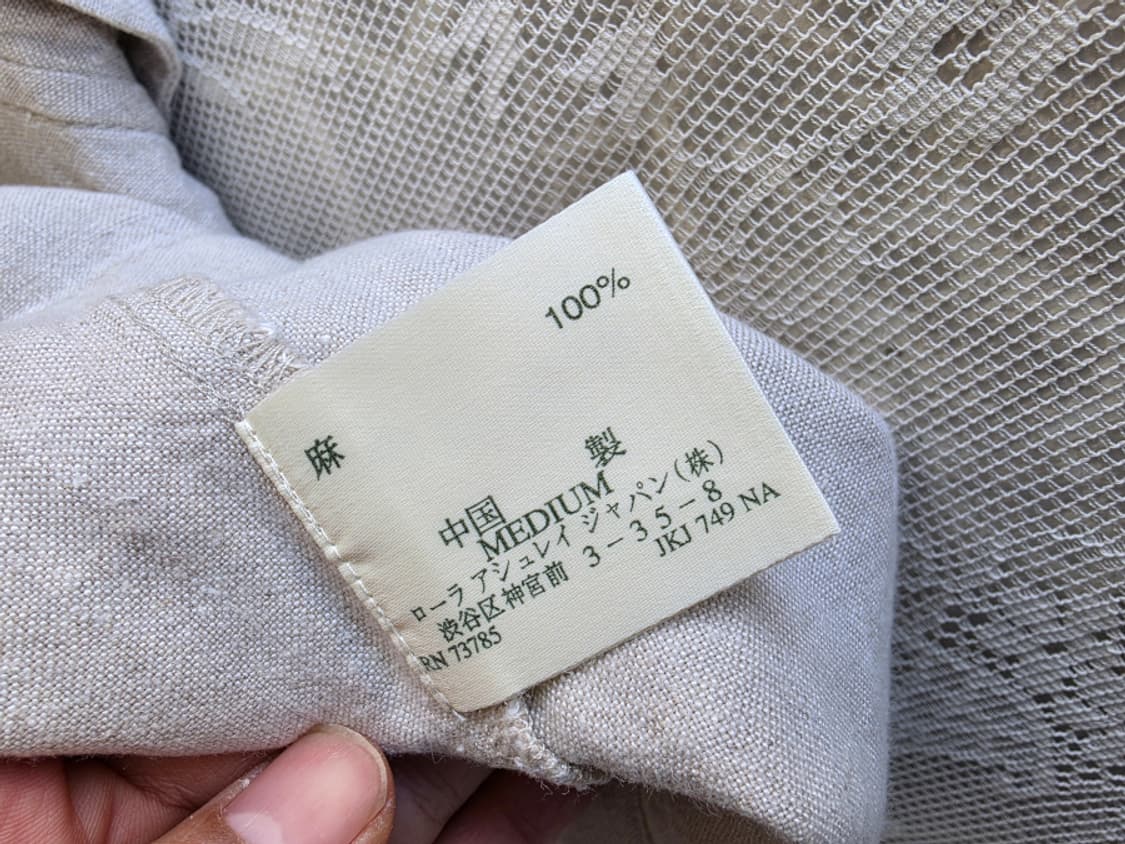 麻 100%
中国 製
MEDIUM
ローラ アシュレイ ジャパン(株)
渋谷区神宮前 3-35-8
RN 73785 JKJ 749 NA